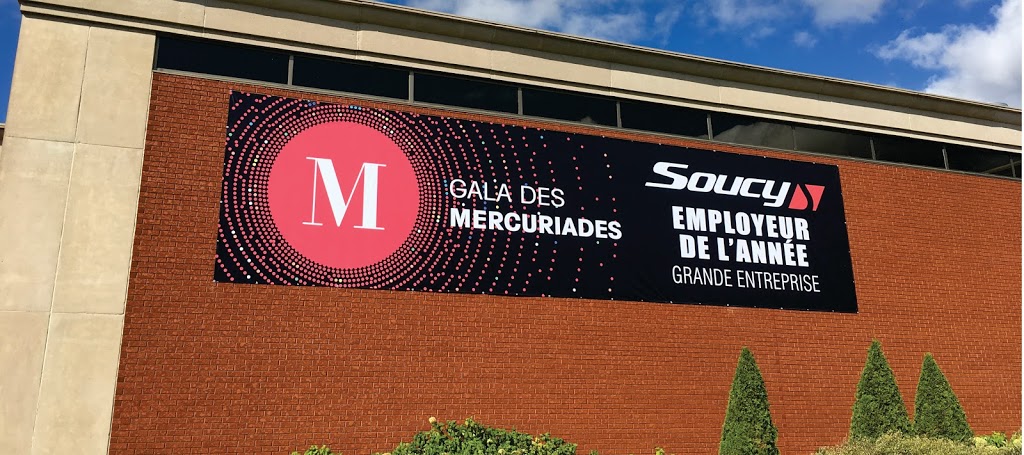 M
GALA DES
MERCURIADES
Soucy
EMPLOYEUR
DE L'ANNÉE
GRANDE ENTREPRISE